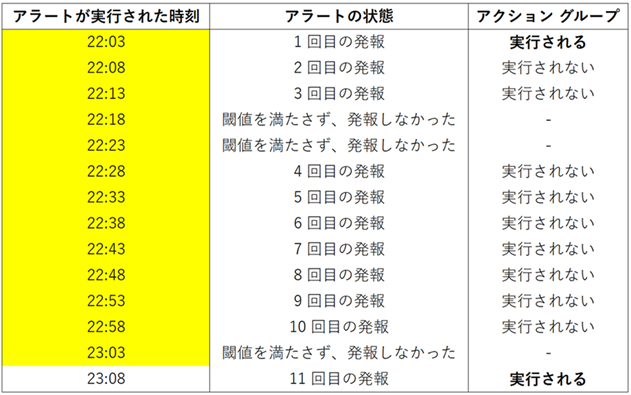 アラートが実行された時刻 アラートの状態 アクション グループ
22:03 1 回目の発報 実行される
22:08 2 回目の発報 実行されない
22:13 3 回目の発報 実行されない
22:18 閾値を満たさず、発報しなかった -
22:23 閾値を満たさず、発報しなかった -
22:28 4 回目の発報 実行されない
22:33 5 回目の発報 実行されない
22:38 6 回目の発報 実行されない
22:43 7 回目の発報 実行されない
22:48 8 回目の発報 実行されない
22:53 9 回目の発報 実行されない
22:58 10 回目の発報 実行されない
23:03 閾値を満たさず、発報しなかった -
23:08 11 回目の発報 実行される